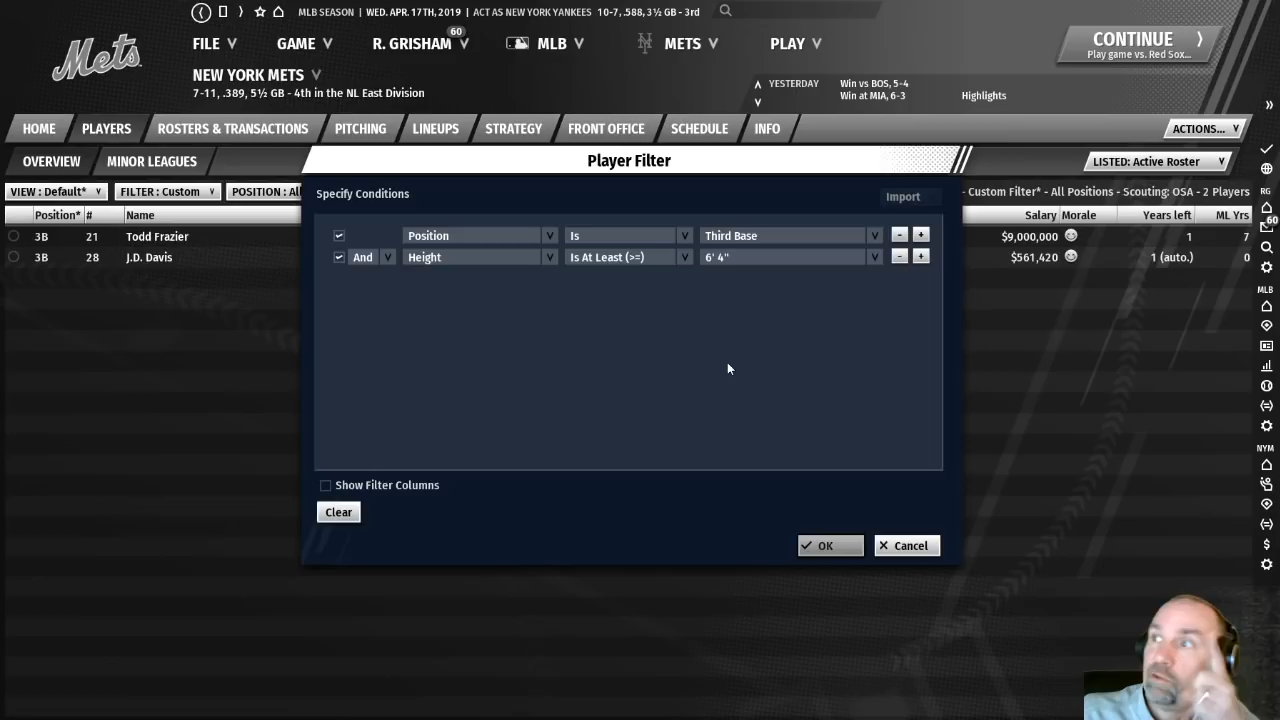 MLB SEASON | WED. APR. 17TH, 2019 | ACT AS NEW YORK YANKEES 10-7, .588, 3½ GB - 3rd
Mets
FILE GAME R. GRISHAM 60 MLB METS PLAY
CONTINUE
Play game vs. Red Sox...
NEW YORK METS
7-11, .389, 5½ GB - 4th in the NL East Division
YESTERDAY Win vs BOS, 5-4
Win at MIA, 6-3 Highlights
HOME PLAYERS ROSTERS & TRANSACTIONS PITCHING LINEUPS STRATEGY FRONT OFFICE SCHEDULE INFO ACTIONS...
OVERVIEW MINOR LEAGUES Player Filter LISTED: Active Roster
VIEW : Default* FILTER : Custom POSITION : All - Custom Filter* - All Positions - Scouting: OSA - 2 Players
Specify Conditions Import
Position* # Name Salary Morale Years left ML Yrs
3B 21 Todd Frazier $9,000,000 1 7
3B 28 J.D. Davis $561,420 1 (auto.) 0
Position Is Third Base - +
And Height Is At Least (>=) 6' 4" - +
Show Filter Columns
Clear
OK Cancel
RG
60
MLB
NYM
$